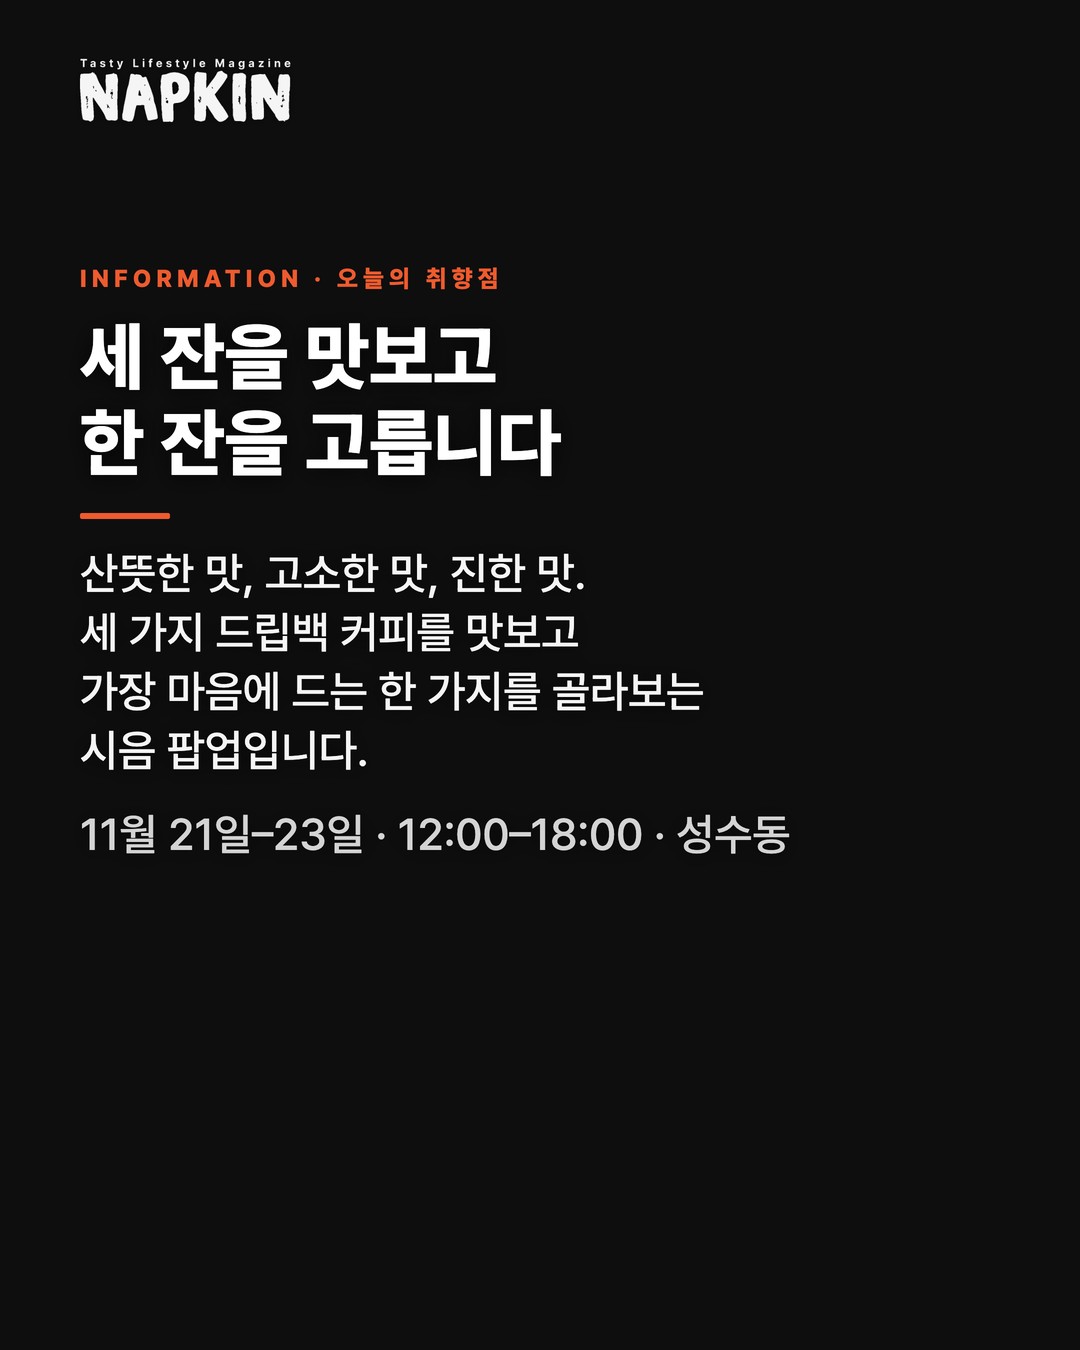 Tasty Lifestyle Magazine
NAPKIN
INFORMATION · 오늘의 취향점
세 잔을 맛보고
한 잔을 고릅니다
산뜻한 맛, 고소한 맛, 진한 맛.
세 가지 드립백 커피를 맛보고
가장 마음에 드는 한 가지를 골라보는
시음 팝업입니다.
11월 21일–23일 · 12:00–18:00 · 성수동